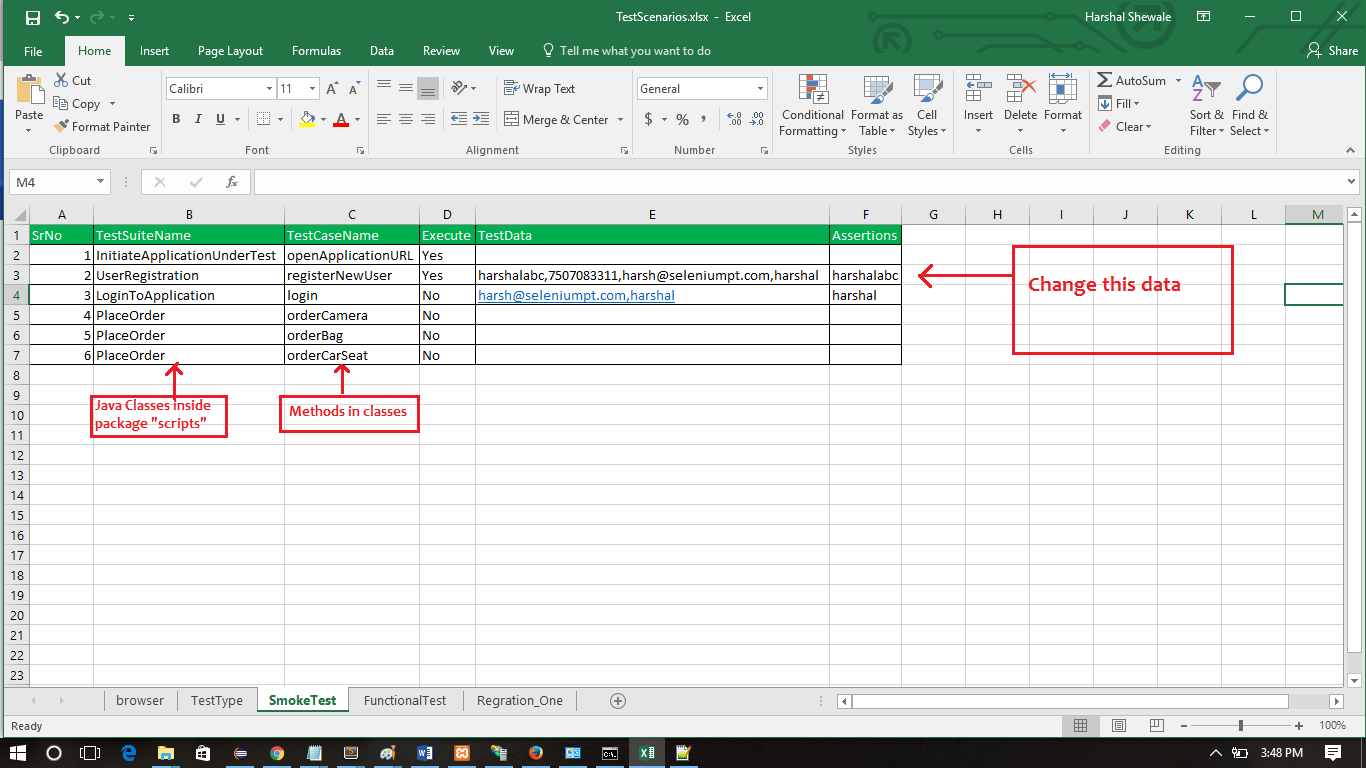 TestScenarios.xlsx - Excel
Harshal Shewale
File Home Insert Page Layout Formulas Data Review View Tell me what you want to do Share
Paste
Cut
Copy
Format Painter
Clipboard
Calibri 11
B I U
Font
Wrap Text
Merge & Center
Alignment
General
$ % ,
Number
Conditional Formatting
Format as Table
Cell Styles
Styles
Insert
Delete
Format
Cells
AutoSum
Fill
Clear
Sort & Filter
Find & Select
Editing
M4
fx
A B C D E F G H I J K L M
1 SrNo TestSuiteName TestCaseName Execute TestData Assertions
2 1 InitiateApplicationUnderTest openApplicationURL Yes
3 2 UserRegistration registerNewUser Yes harshalabc,7507083311,harsh@seleniumpt.com,harshal harshalabc
4 3 LoginToApplication login No harsh@seleniumpt.com,harshal harshal
5 4 PlaceOrder orderCamera No
6 5 PlaceOrder orderBag No
7 6 PlaceOrder orderCarSeat No
Change this data
8
9
10
11
Java Classes inside
package "scripts"
Methods in classes
12
13
14
15
16
17
18
19
20
21
22
23
browser TestType SmokeTest FunctionalTest Regration_One
Ready
100%
3:48 PM